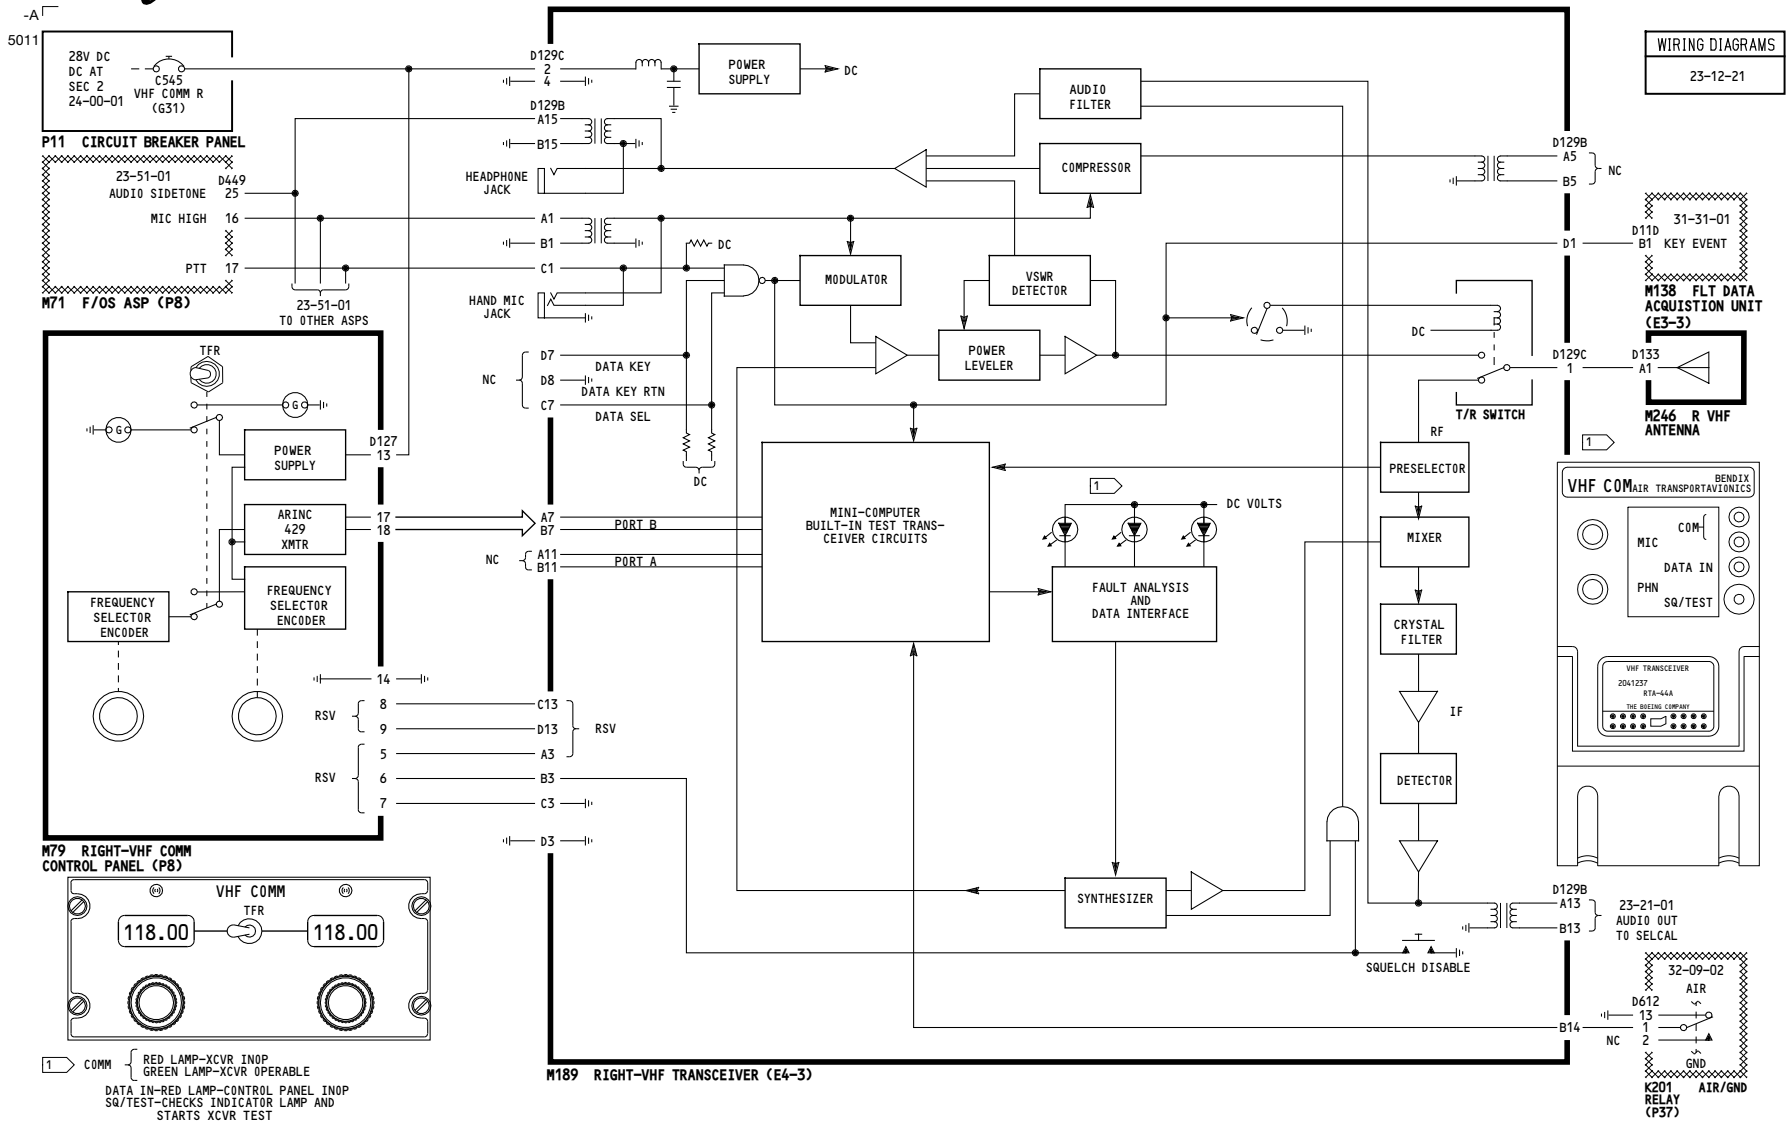 -A
5011
28V DC
DC AT
SEC 2
24-00-01
C545
VHF COMM R
(G31)
P11 CIRCUIT BREAKER PANEL
23-51-01
AUDIO SIDETONE
D449
25
MIC HIGH 16
PTT 17
M71 F/OS ASP (P8)
23-51-01
TO OTHER ASPS
TFR
G
G
POWER
SUPPLY
D127
13
ARINC
429
XMTR
17
18
FREQUENCY
SELECTOR
ENCODER
FREQUENCY
SELECTOR
ENCODER
14
RSV
8
9
RSV
5
6
7
M79 RIGHT-VHF COMM
CONTROL PANEL (P8)
VHF COMM
TFR
118.00
118.00
1
COMM
RED LAMP-XCVR INOP
GREEN LAMP-XCVR OPERABLE
DATA IN-RED LAMP-CONTROL PANEL INOP
SQ/TEST-CHECKS INDICATOR LAMP AND
STARTS XCVR TEST
D129C
2
4
D129B
A15
B15
HEADPHONE
JACK
A1
B1
C1
HAND MIC
JACK
NC
D7
DATA KEY
D8
DATA KEY RTN
C7
DATA SEL
A7
B7
PORT B
NC
A11
B11
PORT A
C13
D13
A3
RSV
B3
C3
D3
POWER
SUPPLY
DC
DC
DC
AUDIO
FILTER
COMPRESSOR
MODULATOR
VSWR
DETECTOR
POWER
LEVELER
MINI-COMPUTER
BUILT-IN TEST TRANS-
CEIVER CIRCUITS
1
DC VOLTS
FAULT ANALYSIS
AND
DATA INTERFACE
SYNTHESIZER
DC
T/R SWITCH
RF
PRESELECTOR
MIXER
CRYSTAL
FILTER
IF
DETECTOR
SQUELCH DISABLE
M189 RIGHT-VHF TRANSCEIVER (E4-3)
WIRING DIAGRAMS
23-12-21
D129B
A5
B5
NC
D1
31-31-01
D11D
B1 KEY EVENT
M138 FLT DATA
ACQUISTION UNIT
(E3-3)
D129C
1
D133
A1
M246 R VHF
ANTENNA
1
VHF COM
BENDIX
AIR TRANSPORTAVIONICS
COM
MIC
DATA IN
PHN
SQ/TEST
VHF TRANSCEIVER
2041237
RTA-44A
THE BOEING COMPANY
D129B
A13
B13
23-21-01
AUDIO OUT
TO SELCAL
32-09-02
AIR
D612
13
B14
1
NC
2
GND
K201 AIR/GND
RELAY
(P37)